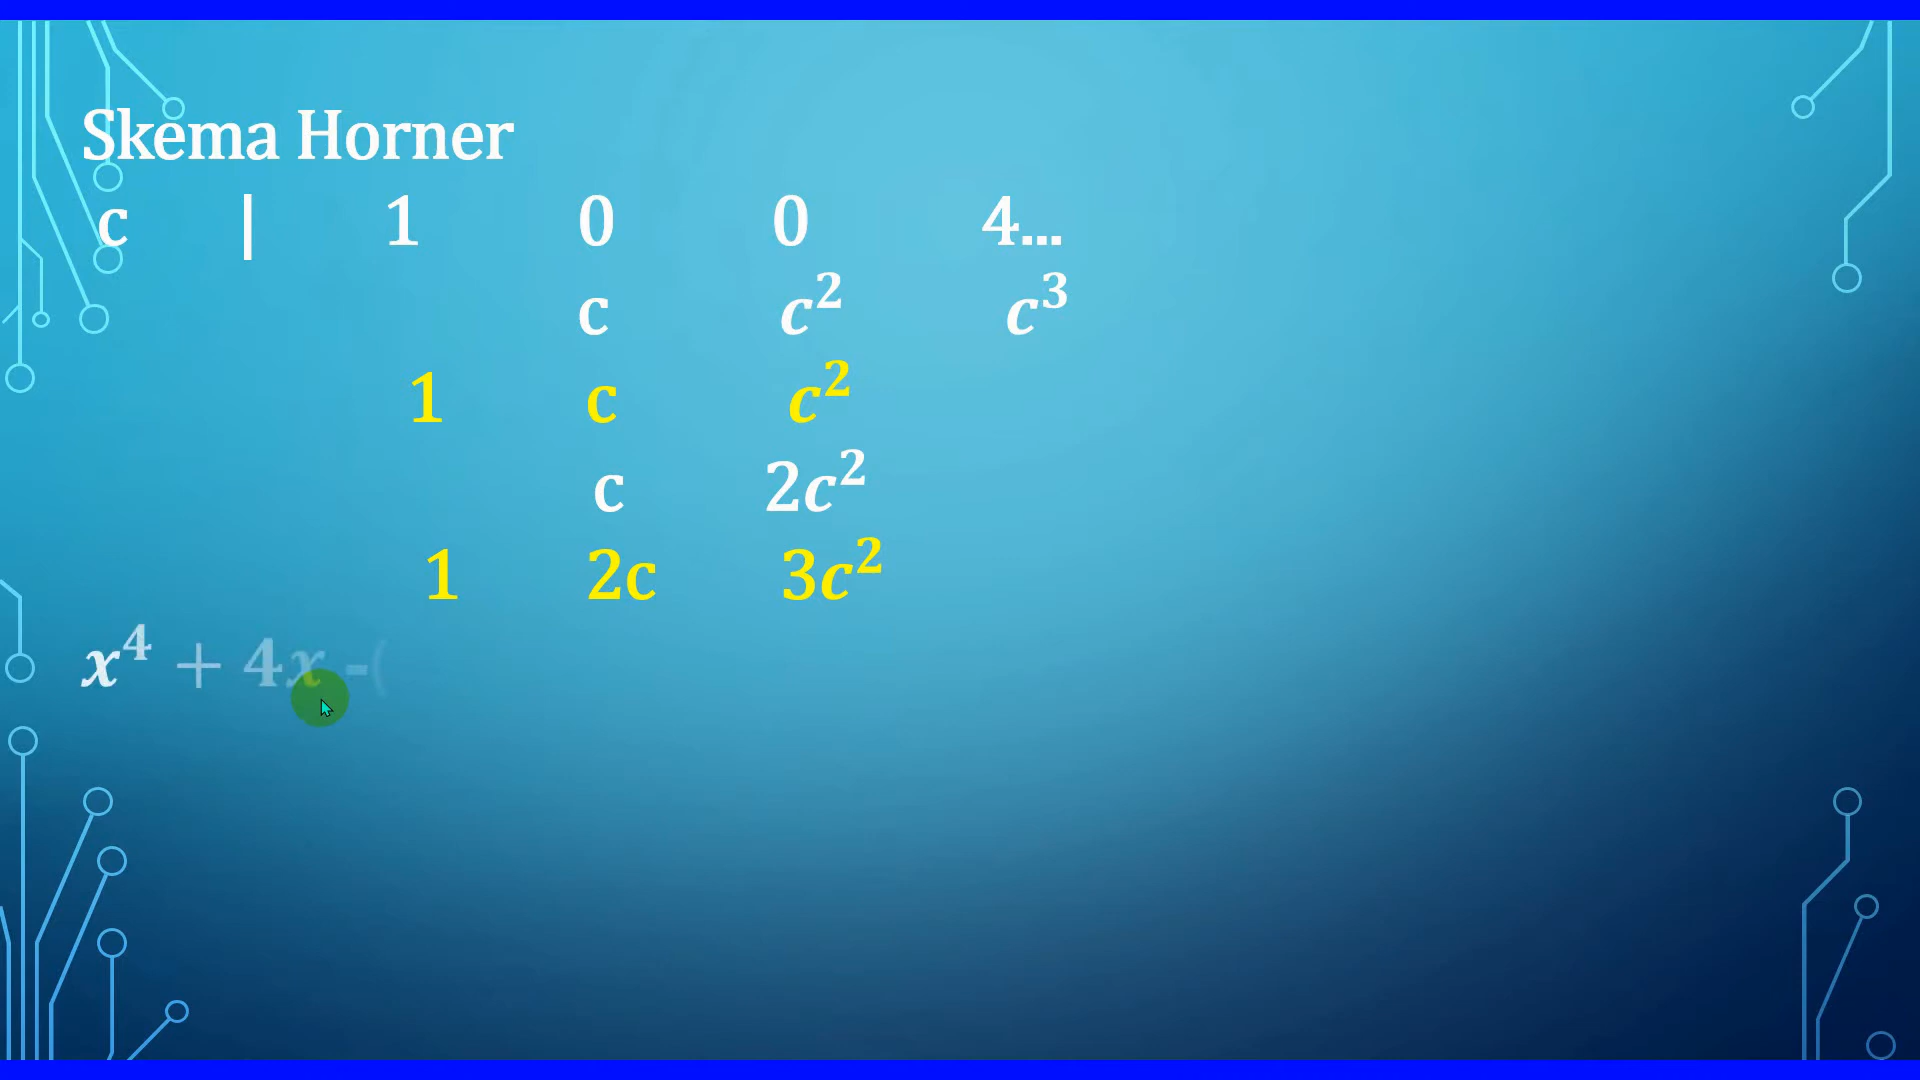 Skema Horner
c | 1 0 0 4...
c c² c³
1 c c²
c 2c²
1 2c 3c²
x⁴ + 4x -(